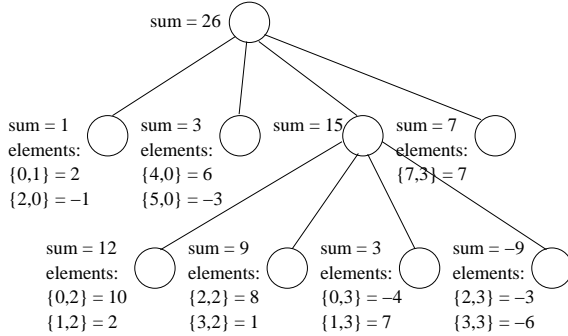 sum = 26
sum = 1
elements:
{0,1} = 2
{2,0} = −1
sum = 3
elements:
{4,0} = 6
{5,0} = −3
sum = 15
sum = 7
elements:
{7,3} = 7
sum = 12
elements:
{0,2} = 10
{1,2} = 2
sum = 9
elements:
{2,2} = 8
{3,2} = 1
sum = 3
elements:
{0,3} = −4
{1,3} = 7
sum = −9
elements:
{2,3} = −3
{3,3} = −6